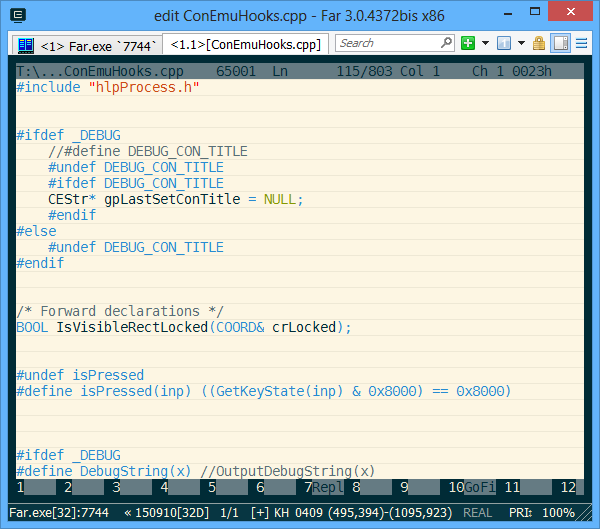 edit ConEmuHooks.cpp - Far 3.0.4372bis x86
<1> Far.exe `7744`
<1.1>[ConEmuHooks.cpp]
Search
1
T:\...ConEmuHooks.cpp    65001  Ln      115/803 Col 1    Ch 1 0023h
#include "hlpProcess.h"
#ifdef _DEBUG
    //#define DEBUG_CON_TITLE
    #undef DEBUG_CON_TITLE
    #ifdef DEBUG_CON_TITLE
    CEStr* gpLastSetConTitle = NULL;
    #endif
#else
    #undef DEBUG_CON_TITLE
#endif
/* Forward declarations */
BOOL IsVisibleRectLocked(COORD& crLocked);
#undef isPressed
#define isPressed(inp) ((GetKeyState(inp) & 0x8000) == 0x8000)
#ifdef _DEBUG
#define DebugString(x) //OutputDebugString(x)
1 2 3 4 5 6 7Repl 8 9 10GoFi 11 12
Far.exe[32]:7744 « 150910[32D] 1/1 [+] KH 0409 (495,394)-(1095,923) REAL PRI: 100%